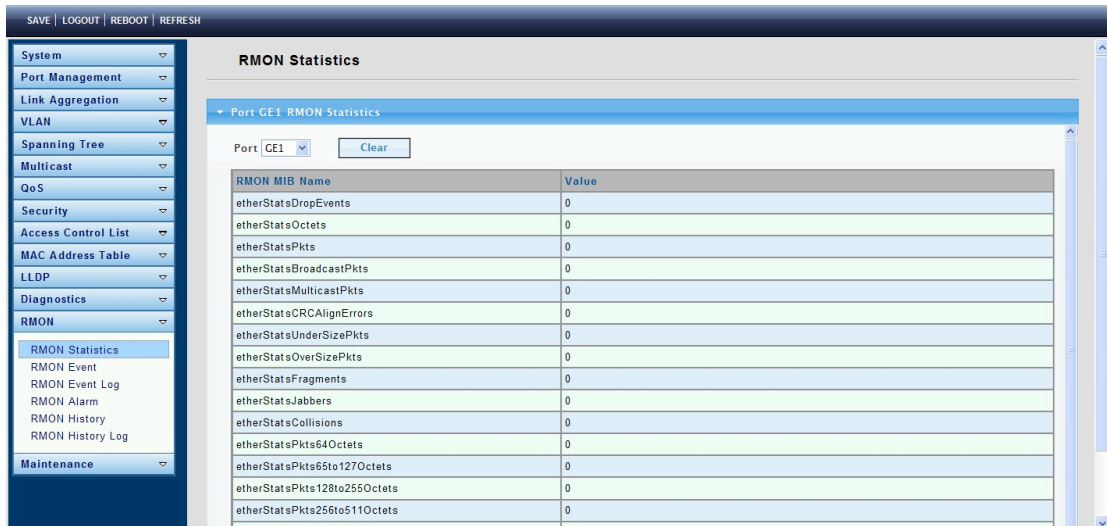 SAVE | LOGOUT | REBOOT | REFRESH
System
Port Management
Link Aggregation
VLAN
Spanning Tree
Multicast
QoS
Security
Access Control List
MAC Address Table
LLDP
Diagnostics
RMON
RMON Statistics
RMON Event
RMON Event Log
RMON Alarm
RMON History
RMON History Log
Maintenance
RMON Statistics
Port GE1 RMON Statistics
Port GE1 Clear
RMON MIB Name Value
etherStatsDropEvents 0
etherStatsOctets 0
etherStatsPkts 0
etherStatsBroadcastPkts 0
etherStatsMulticastPkts 0
etherStatsCRCAlignErrors 0
etherStatsUnderSizePkts 0
etherStatsOverSizePkts 0
etherStatsFragments 0
etherStatsJabbers 0
etherStatsCollisions 0
etherStatsPkts64Octets 0
etherStatsPkts65to127Octets 0
etherStatsPkts128to255Octets 0
etherStatsPkts256to511Octets 0